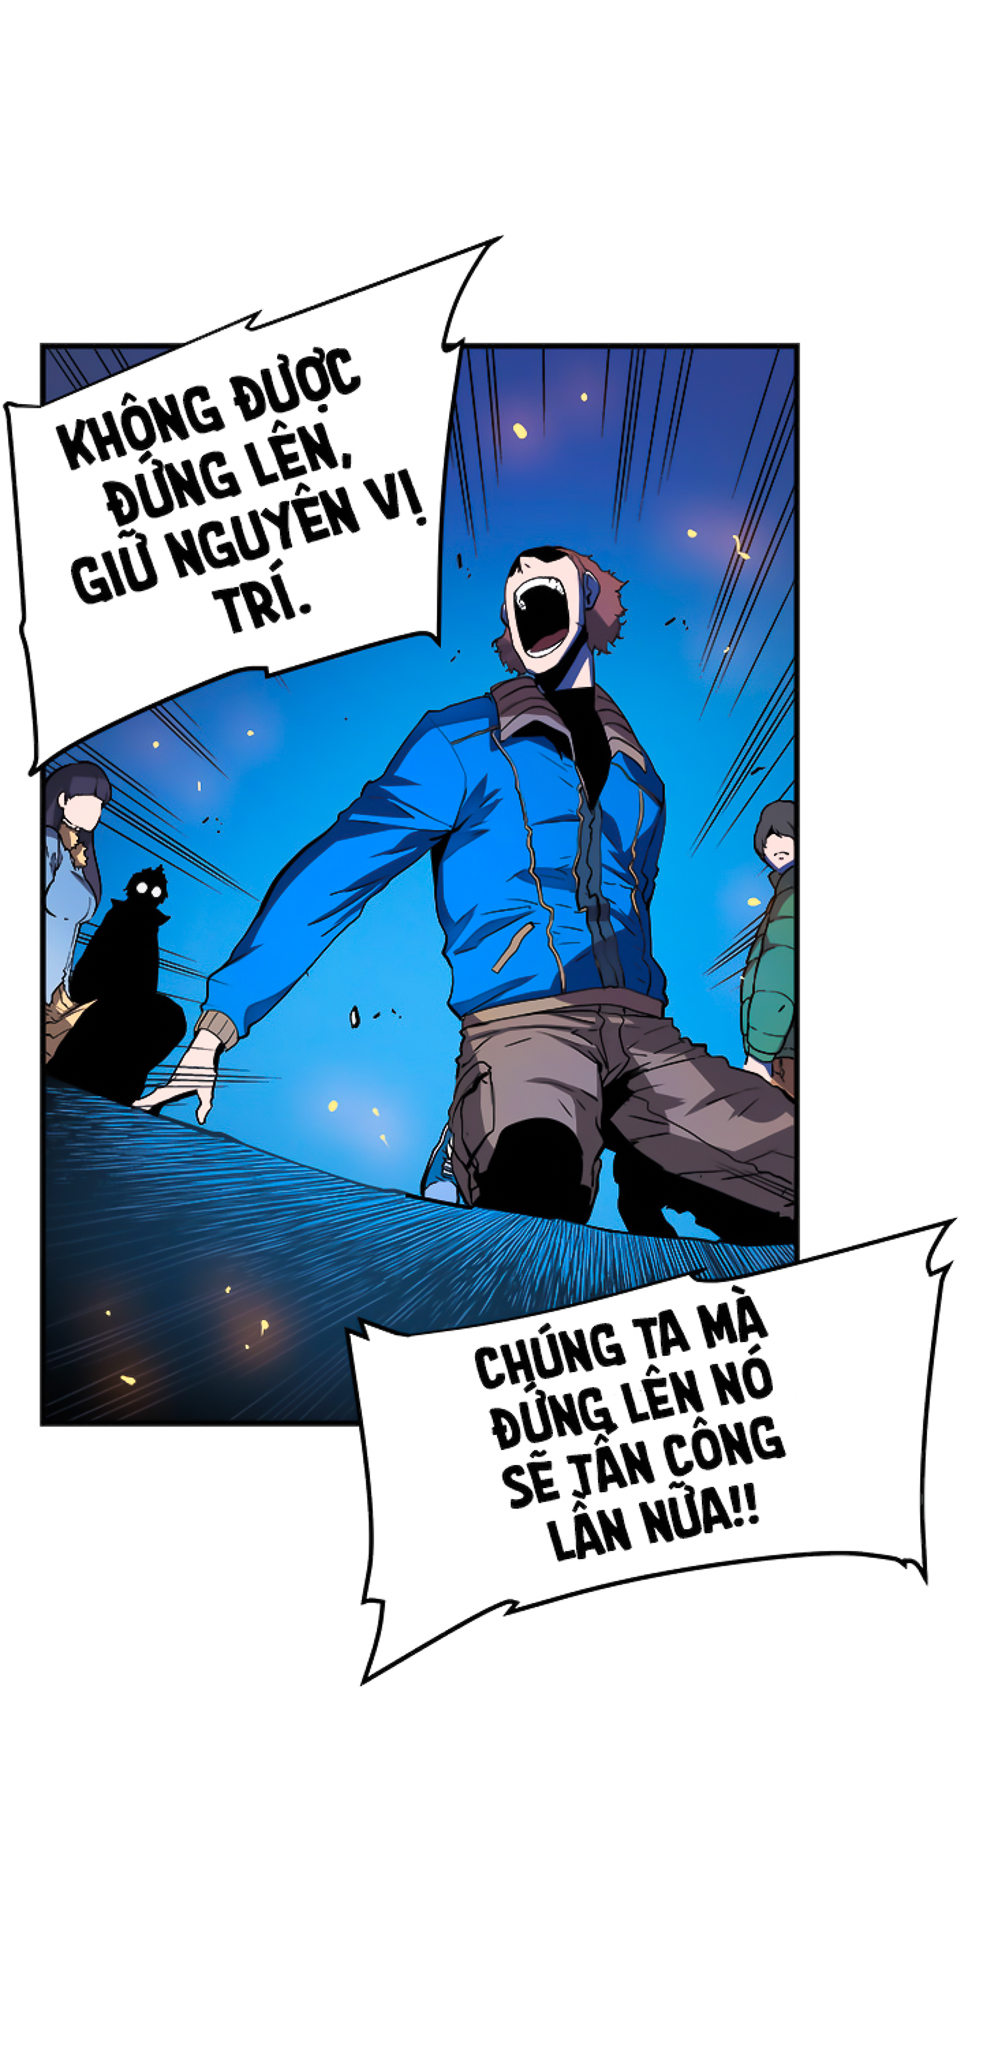 KHÔNG ĐƯỢC
ĐỨNG LÊN,
GIỮ NGUYÊN VỊ
TRÍ.
CHÚNG TA MÀ
ĐỨNG LÊN NÓ
SẼ TẤN CÔNG
LẦN NỮA!!